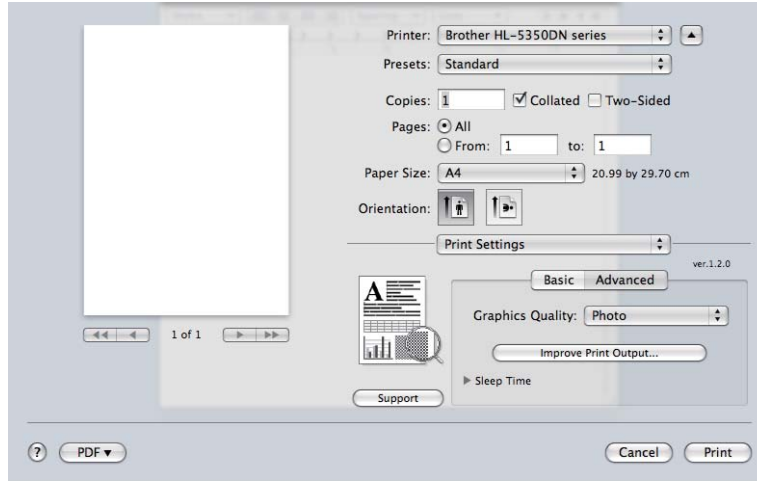 Printer: Brother HL-5350DN series
Presets: Standard
Copies: 1 Collated Two-Sided
Pages: All
From: 1 to: 1
Paper Size: A4 20.99 by 29.70 cm
Orientation:
Print Settings
ver.1.2.0
Basic Advanced
A
Graphics Quality: Photo
1 of 1
Improve Print Output...
Sleep Time
Support
? PDF Cancel Print